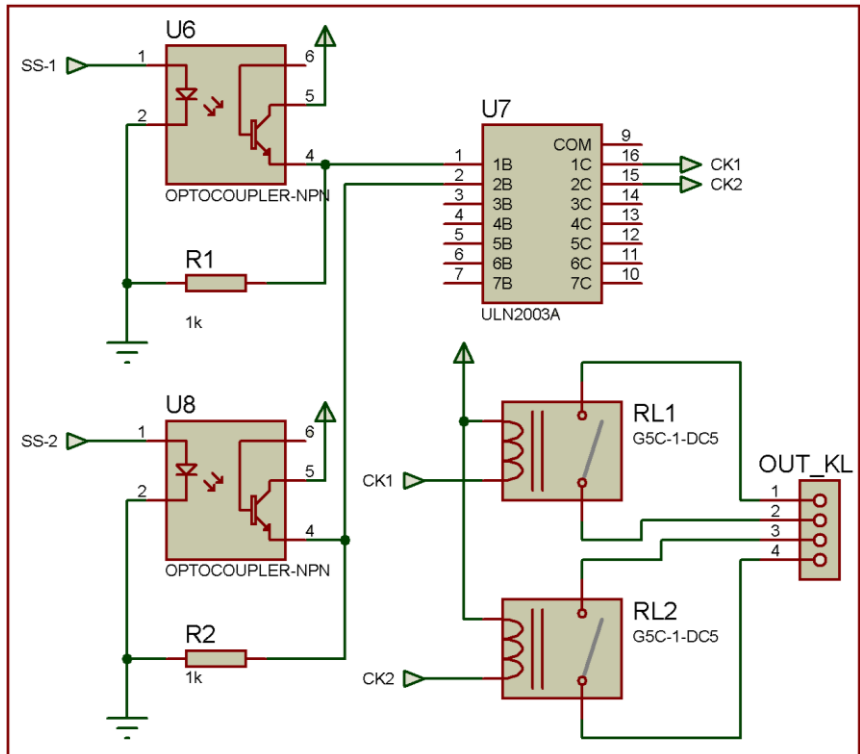 U6
SS-1
1
2
6
5
4
OPTOCOUPLER-NPN
R1
1k
U7
1
2
3
4
5
6
7
1B
2B
3B
4B
5B
6B
7B
COM
1C
2C
3C
4C
5C
6C
7C
9
16
15
14
13
12
11
10
CK1
CK2
ULN2003A
U8
SS-2
1
2
6
5
4
OPTOCOUPLER-NPN
R2
1k
RL1
G5C-1-DC5
CK1
OUT_KL
1
2
3
4
RL2
G5C-1-DC5
CK2